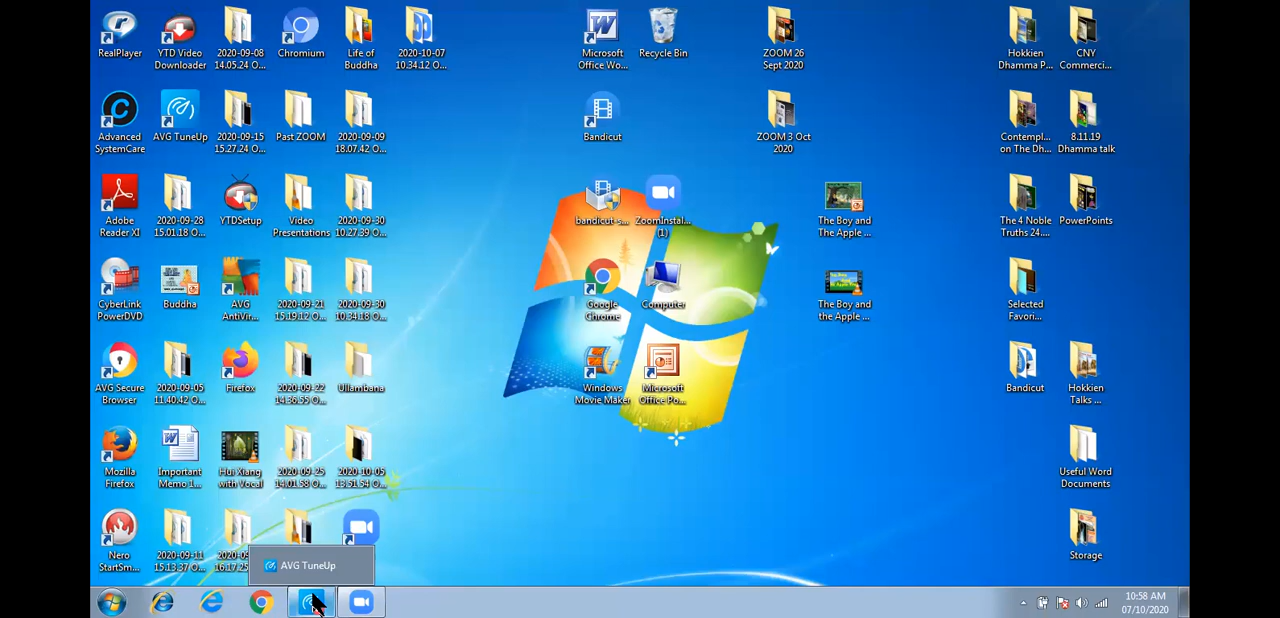 RealPlayer
YTD Video
Downloader
2020-09-08
14.05.24 O...
Chromium
Life of
Buddha
2020-10-07
10.34.12 O...
Microsoft
Office Wo...
Recycle Bin
ZOOM 26
Sept 2020
Hokkien
Dhamma P...
CNY
Commerci...
Advanced
SystemCare
AVG TuneUp
2020-09-15
15.27.24 O...
Past ZOOM
2020-09-09
18.07.42 O...
Bandicut
ZOOM 3 Oct
2020
Contempl...
on The Dh...
8.11.19
Dhamma talk
Adobe
Reader XI
2020-09-28
15.01.18 O...
YTDSetup
Video
Presentations
2020-09-30
10.27.39 O...
bandicut-s...
ZoomInstal...
(1)
The Boy and
The Apple ...
The 4 Noble
Truths 24....
PowerPoints
CyberLink
PowerDVD
Buddha
AVG
AntiVir...
2020-09-21
15.19.12 O...
2020-09-30
10.34.18 O...
Google
Chrome
Computer
The Boy and
the Apple ...
Selected
Favori...
AVG Secure
Browser
2020-09-05
11.40.42 O...
Firefox
2020-09-22
14.36.55 O...
Ullambana
Windows
Movie Maker
Microsoft
Office Po...
Bandicut
Hokkien
Talks ...
Mozilla
Firefox
Important
Memo 1...
Hui Xiang
with Vocal
2020-09-25
14.01.58 O...
2020-10-05
13.51.54 O...
Useful Word
Documents
Nero
StartSm...
2020-09-11
15.13.37 O...
16.17.25
Storage
AVG TuneUp
10:58 AM
07/10/2020